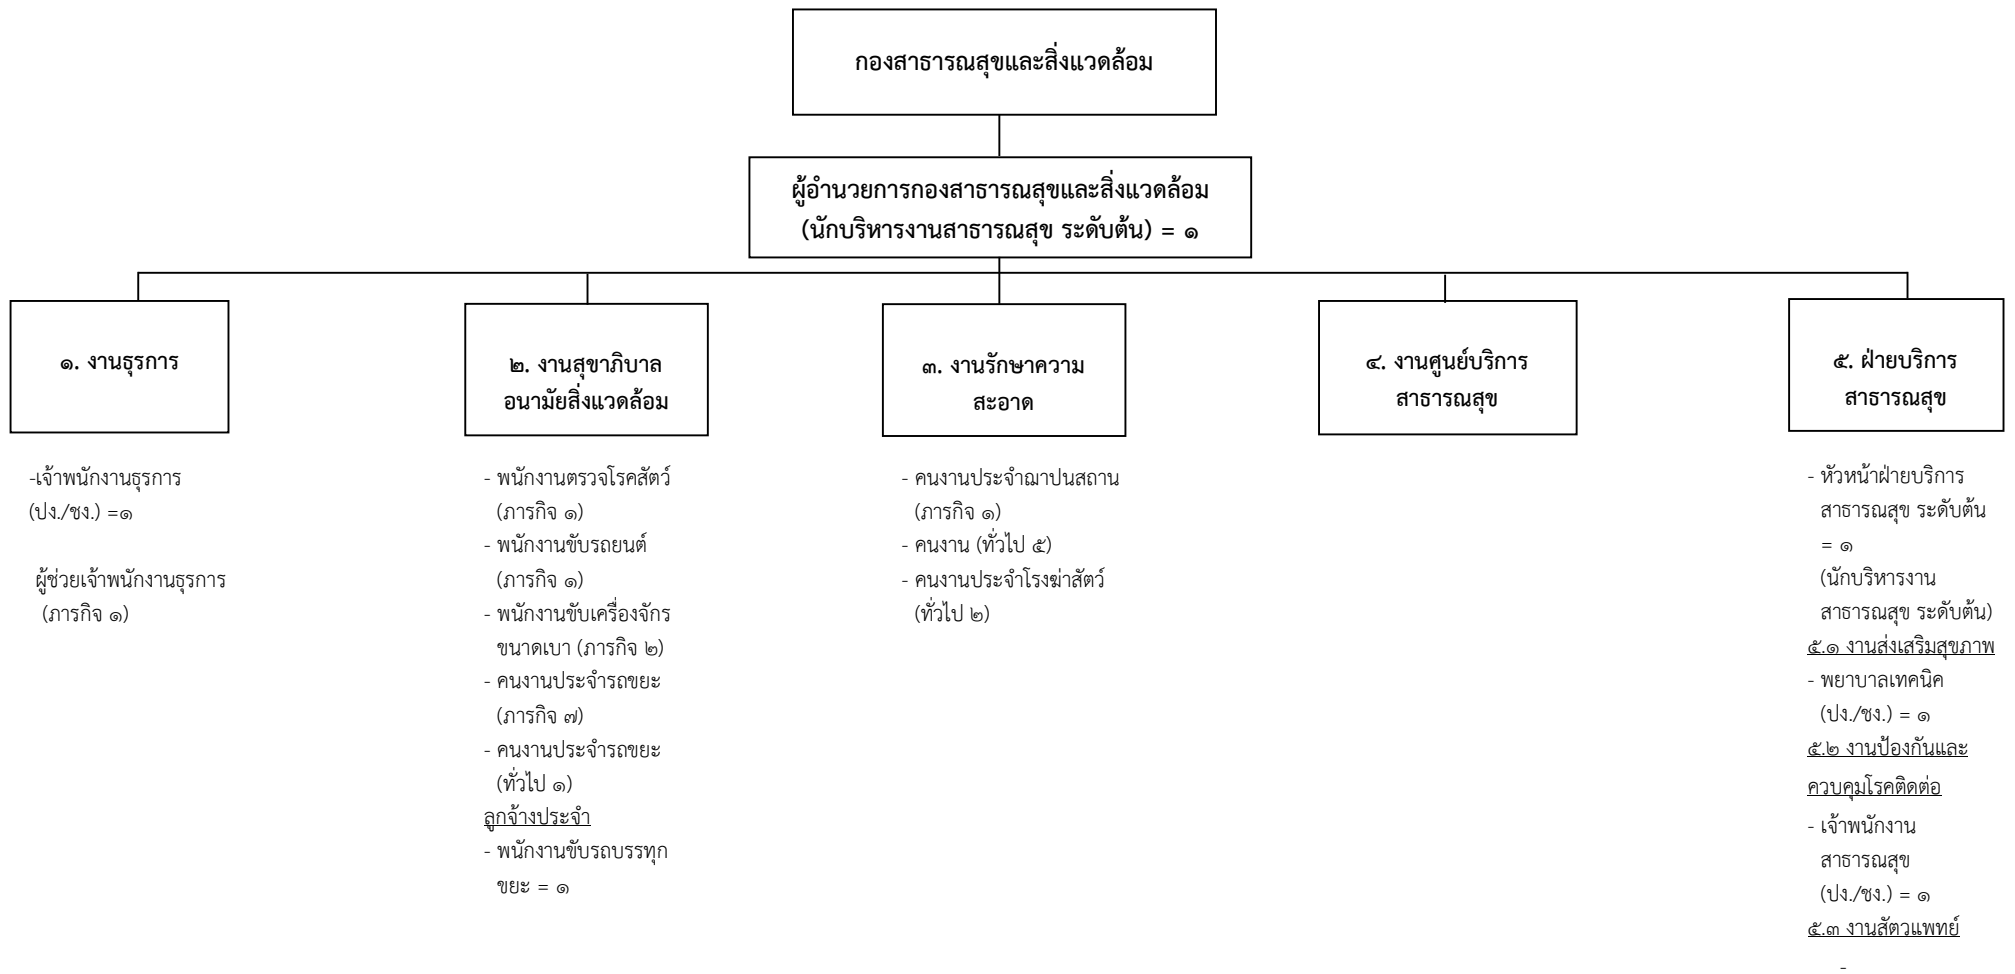 กองสาธารณสุขและสิ่งแวดล้อม
ผู้อำนวยการกองสาธารณสุขและสิ่งแวดล้อม
(นักบริหารงานสาธารณสุข ระดับต้น) = ๑
๑. งานธุรการ
-เจ้าพนักงานธุรการ
(ปง./ชง.) =๑
ผู้ช่วยเจ้าพนักงานธุรการ
(ภารกิจ ๑)
๒. งานสุขาภิบาล
อนามัยสิ่งแวดล้อม
- พนักงานตรวจโรคสัตว์
(ภารกิจ ๑)
- พนักงานขับรถยนต์
(ภารกิจ ๑)
- พนักงานขับเครื่องจักร
ขนาดเบา (ภารกิจ ๒)
- คนงานประจำรถขยะ
(ภารกิจ ๗)
- คนงานประจำรถขยะ
(ทั่วไป ๑)
ลูกจ้างประจำ
- พนักงานขับรถบรรทุก
ขยะ = ๑
๓. งานรักษาความ
สะอาด
- คนงานประจำฌาปนสถาน
(ภารกิจ ๑)
- คนงาน (ทั่วไป ๕)
- คนงานประจำโรงฆ่าสัตว์
(ทั่วไป ๒)
๔. งานศูนย์บริการ
สาธารณสุข
๕. ฝ่ายบริการ
สาธารณสุข
- หัวหน้าฝ่ายบริการ
สาธารณสุข ระดับต้น
= ๑
(นักบริหารงาน
สาธารณสุข ระดับต้น)
๕.๑ งานส่งเสริมสุขภาพ
- พยาบาลเทคนิค
(ปง./ชง.) = ๑
๕.๒ งานป้องกันและ
ควบคุมโรคติดต่อ
- เจ้าพนักงาน
สาธารณสุข
(ปง./ชง.) = ๑
๕.๓ งานสัตวแพทย์